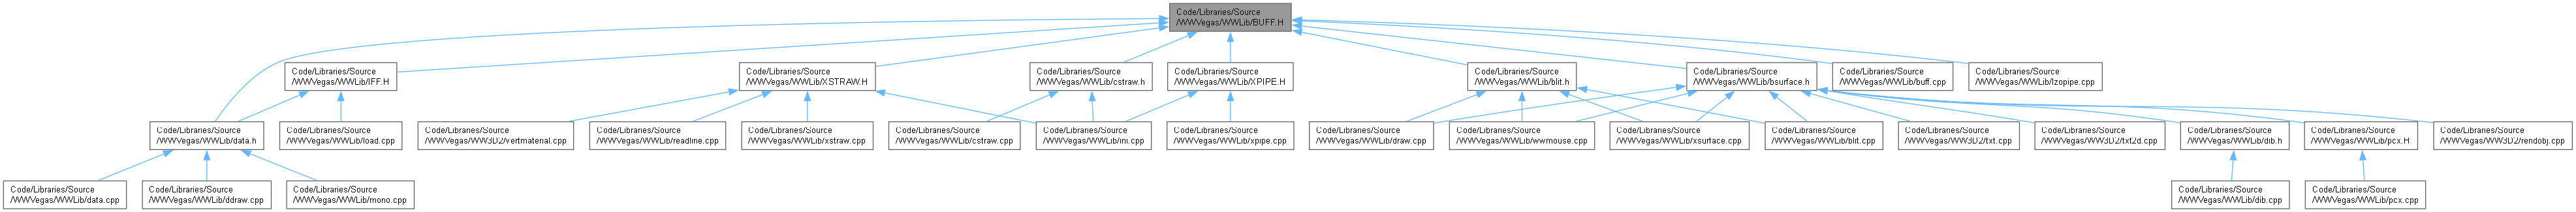 Code/Libraries/Source
/WWVegas/WWLib/BUFF.H
Code/Libraries/Source
/WWVegas/WWLib/IFF.H
Code/Libraries/Source
/WWVegas/WWLib/XSTRAW.H
Code/Libraries/Source
/WWVegas/WWLib/cstraw.h
Code/Libraries/Source
/WWVegas/WWLib/XPIPE.H
Code/Libraries/Source
/WWVegas/WWLib/blit.h
Code/Libraries/Source
/WWVegas/WWLib/bsurface.h
Code/Libraries/Source
/WWVegas/WWLib/buff.cpp
Code/Libraries/Source
/WWVegas/WWLib/lzopipe.cpp
Code/Libraries/Source
/WWVegas/WWLib/data.h
Code/Libraries/Source
/WWVegas/WWLib/load.cpp
Code/Libraries/Source
/WWVegas/WW3D2/vertmaterial.cpp
Code/Libraries/Source
/WWVegas/WWLib/readline.cpp
Code/Libraries/Source
/WWVegas/WWLib/xstraw.cpp
Code/Libraries/Source
/WWVegas/WWLib/cstraw.cpp
Code/Libraries/Source
/WWVegas/WWLib/ini.cpp
Code/Libraries/Source
/WWVegas/WWLib/xpipe.cpp
Code/Libraries/Source
/WWVegas/WWLib/draw.cpp
Code/Libraries/Source
/WWVegas/WWLib/wwmouse.cpp
Code/Libraries/Source
/WWVegas/WWLib/xsurface.cpp
Code/Libraries/Source
/WWVegas/WWLib/blit.cpp
Code/Libraries/Source
/WWVegas/WW3D2/txt.cpp
Code/Libraries/Source
/WWVegas/WW3D2/txt2d.cpp
Code/Libraries/Source
/WWVegas/WWLib/dib.h
Code/Libraries/Source
/WWVegas/WWLib/pcx.H
Code/Libraries/Source
/WWVegas/WW3D2/rendobj.cpp
Code/Libraries/Source
/WWVegas/WWLib/data.cpp
Code/Libraries/Source
/WWVegas/WWLib/ddraw.cpp
Code/Libraries/Source
/WWVegas/WWLib/mono.cpp
Code/Libraries/Source
/WWVegas/WWLib/dib.cpp
Code/Libraries/Source
/WWVegas/WWLib/pcx.cpp